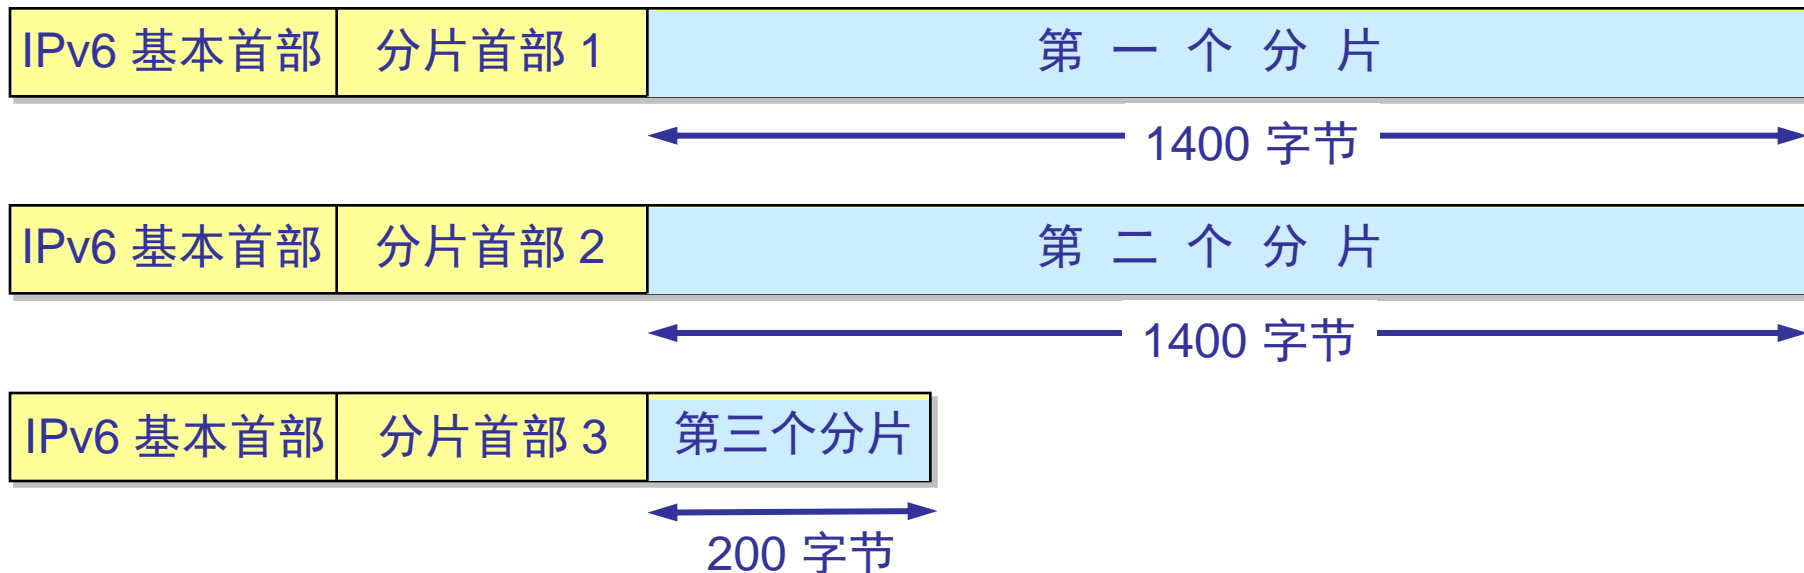 IPv6 基本首部 分片首部 1 第 一 个 分 片
1400 字节
IPv6 基本首部 分片首部 2 第 二 个 分 片
1400 字节
IPv6 基本首部 分片首部 3 第三个分片
200 字节